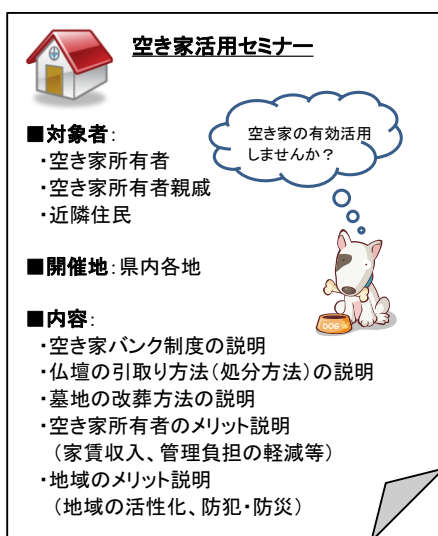 空き家活用セミナー
空き家の有効活用
しませんか？
■対象者：
・空き家所有者
・空き家所有者親戚
・近隣住民
■開催地：県内各地
■内容：
・空き家バンク制度の説明
・仏壇の引取り方法（処分方法）の説明
・墓地の改葬方法の説明
・空き家所有者のメリット説明
（家賃収入、管理負担の軽減等）
・地域のメリット説明
（地域の活性化、防犯・防災）
DOG